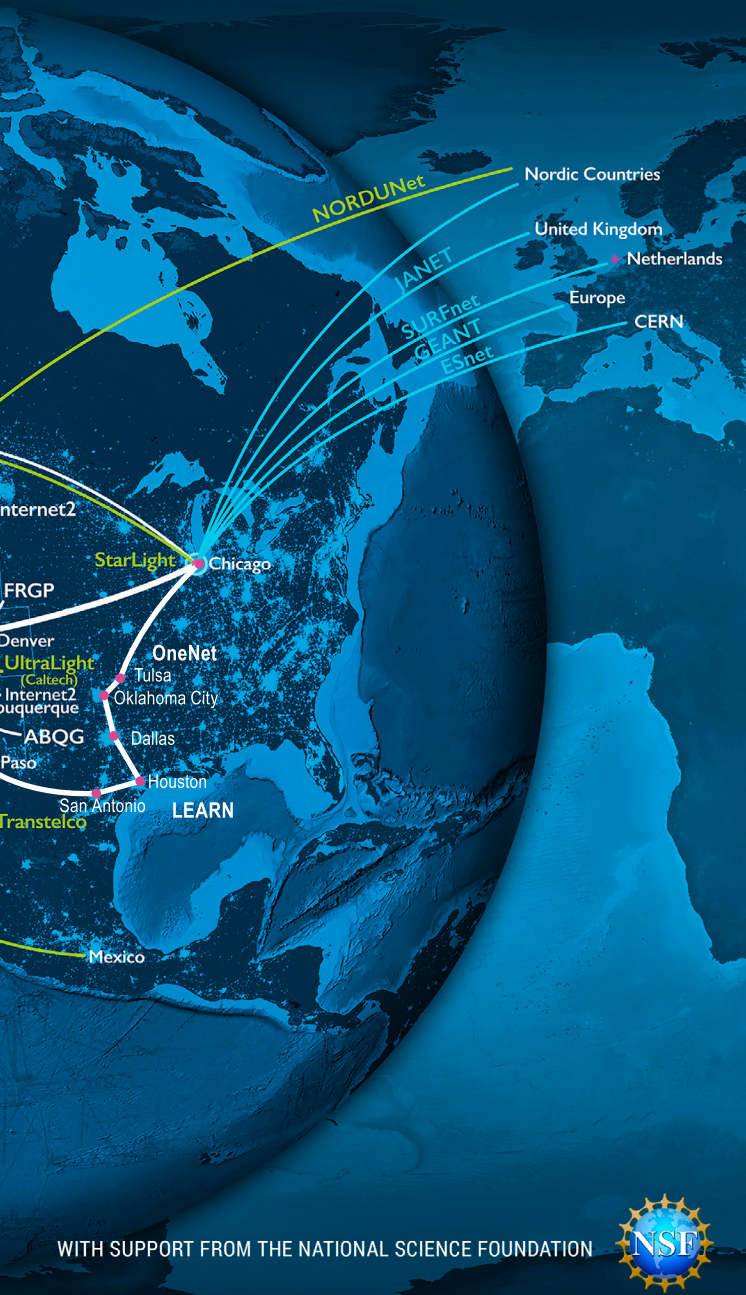 NORDUNet
Nordic Countries
JANET
United Kingdom
SURFnet
Netherlands
GEANT
Europe
ESnet
CERN
nternet2
StarLight
Chicago
FRGP
Denver
OneNet
UltraLight
(Caltech)
Tulsa
Internet2
Oklahoma City
buquerque
ABQG
Dallas
Paso
Houston
San Antonio
LEARN
Transtelco
Mexico
WITH SUPPORT FROM THE NATIONAL SCIENCE FOUNDATION
NSF